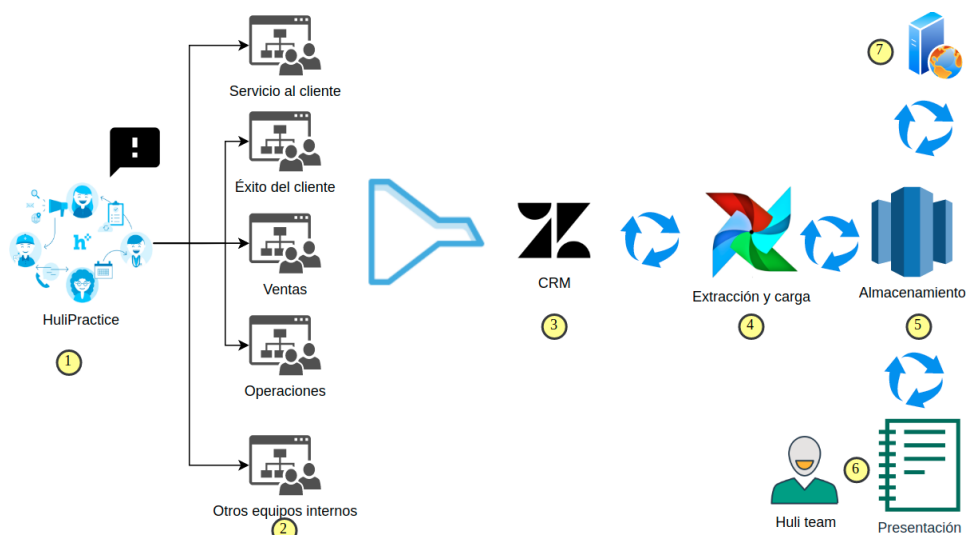 Servicio al cliente
Éxito del cliente
Ventas
Operaciones
Otros equipos internos
2
h
HuliPractice
1
CRM
3
Extracción y carga
4
Almacenamiento
5
7
6
Huli team
Presentación